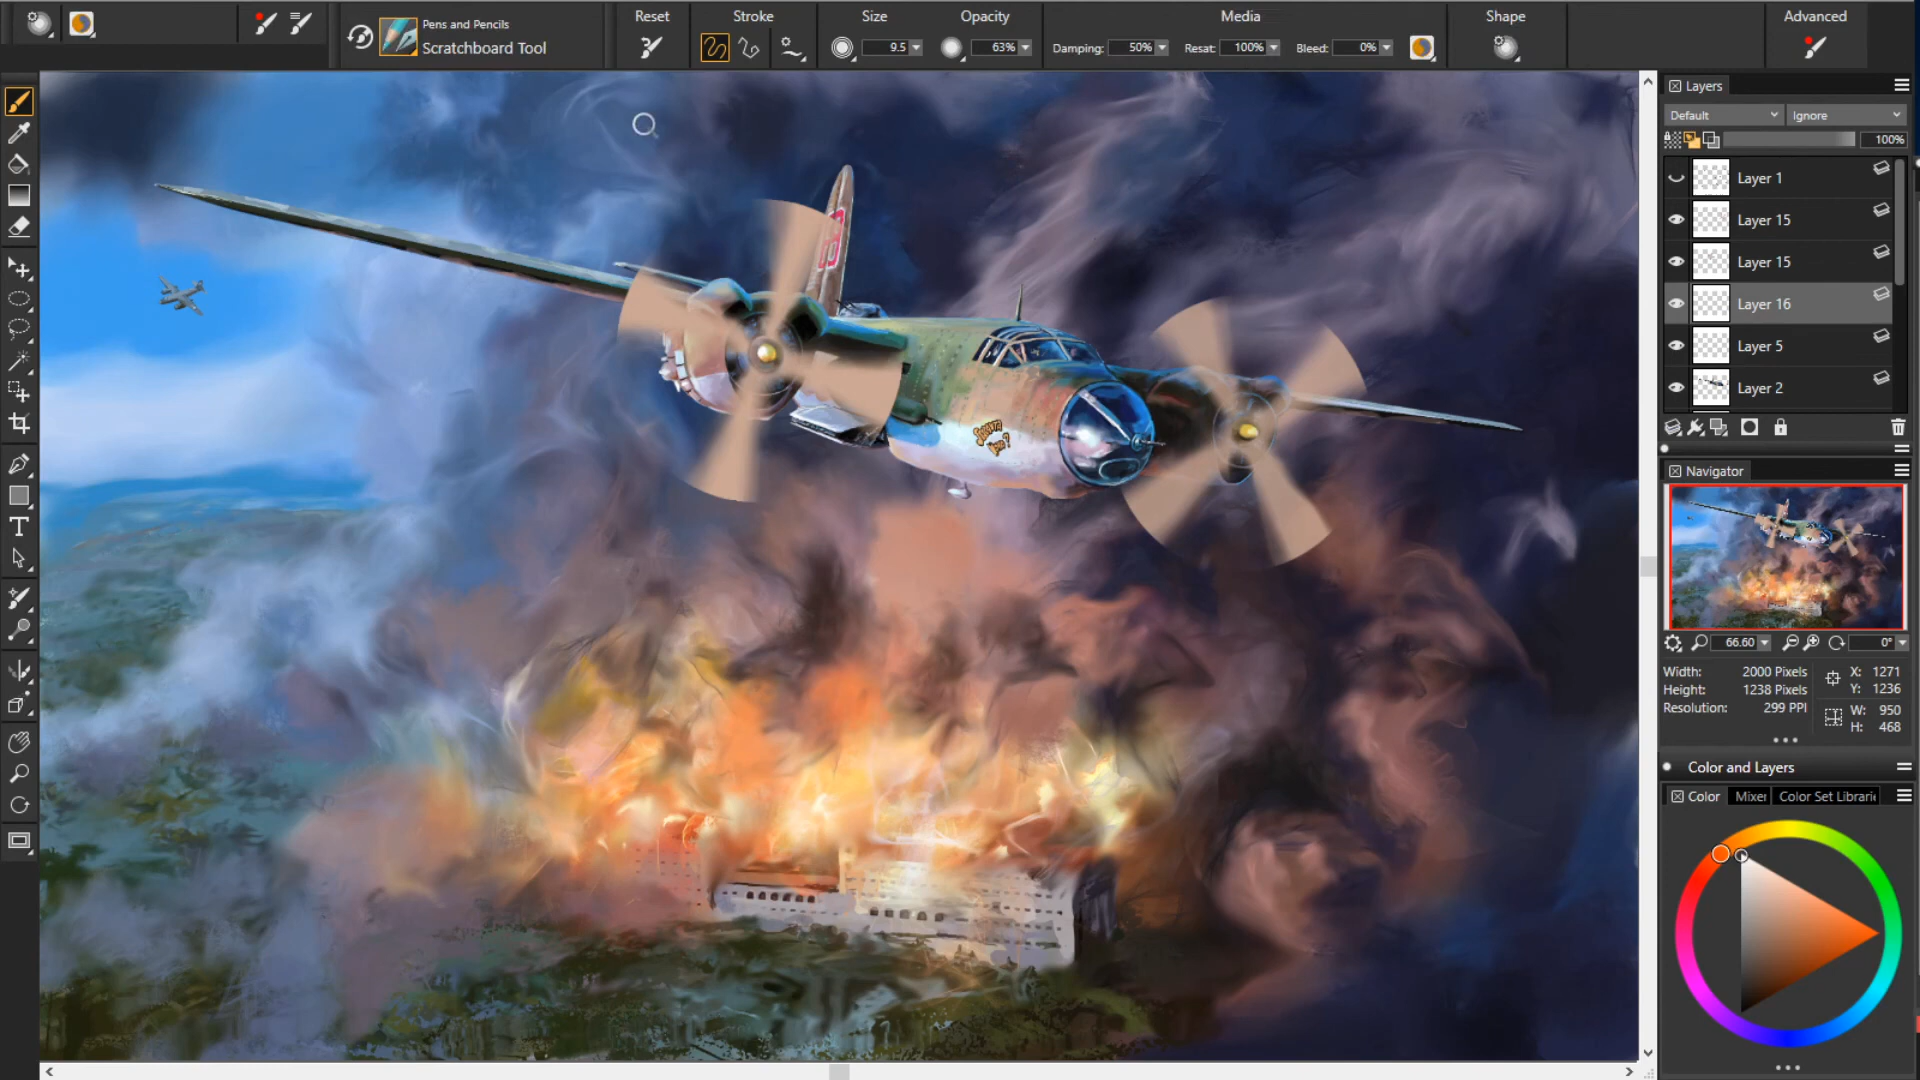 Pens and Pencils
Scratchboard Tool
Reset
Stroke
Size
9.5
Opacity
63%
Media
Damping: 50%
Resat: 100%
Bleed: 0%
Shape
Advanced
Layers
Default
Ignore
100%
Layer 1
Layer 15
Layer 15
Layer 16
Layer 5
Layer 2
Navigator
66.60
0°
Width: 2000 Pixels
Height: 1238 Pixels
Resolution: 299 PPI
X: 1271
Y: 1236
W: 950
H: 468
Color and Layers
Color
Mixer
Color Set Librarie
T